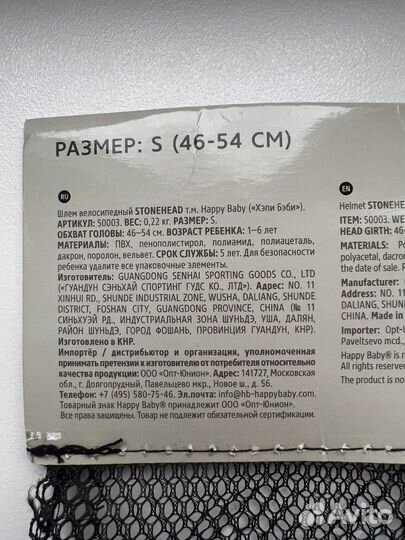 РАЗМЕР: S (46-54 СМ)
RU
Шлем велосипедный STONEHEAD т.м. Happy Baby («Хэпи Бэби»).
АРТИКУЛ: 50003. ВЕС: 0,22 кг. РАЗМЕР: S.
ОБХВАТ ГОЛОВЫ: 46–54 см. ВОЗРАСТ РЕБЕНКА: 1–6 лет
МАТЕРИАЛЫ: ПВХ, пенополистирол, полиамид, полиацеталь,
дакрон, поролон, вельвет. СРОК СЛУЖБЫ: 5 лет. Для безопасности
ребенка удалите все упаковочные элементы.
Изготовитель: GUANGDONG SENHAI SPORTING GOODS CO., LTD
(«ГУАНДУН СЭНЬХАЙ СПОРТИНГ ГУДС КО., ЛТД»). Адрес: NO. 11
XINHUI RD., SHUNDE INDUSTRIAL ZONE, WUSHA, DALIANG, SHUNDE
DISTRICT, FOSHAN CITY, GUANGDONG PROVINCE, CHINA (№ 11
СИНЬХУЭЙ РД., ИНДУСТРИАЛЬНАЯ ЗОНА ШУНЬДЭ, УША, ДАЛЯН,
РАЙОН ШУНЬДЭ, ГОРОД ФОШАНЬ, ПРОВИНЦИЯ ГУАНДУН, КНР).
Изготовлено в КНР.
Импортёр / дистрибьютор и организация, уполномоченная
принимать претензии к изготовителю от потребителя относительно
качества продукции: ООО «Опт-Юнион». Адрес: 141727, Московская
обл., г. Долгопрудный, Павельцево мкр., Новое ш., д. 56.
Телефон: +7 (495) 580-75-46. Эл.почта: info@hb-happybaby.com
Товарный знак Happy Baby® принадлежит ООО «Опт-Юнион».
Все права защищены. Товар не подлежит обязательной сертификации.
EN
Helmet STONEHEAD
ITEM: 50003. WE
HEAD GIRTH: 46-
MATERIALS: P
polyacetal, dacro
the date of sale. R
Manufacturer:
Address: NO. 11
DALIANG, SHUNDE
CHINA. Made in
Importer: Opt-U
Paveltsevo mcd.,
Happy Baby® is
All rights reserve
The product is no
Avito